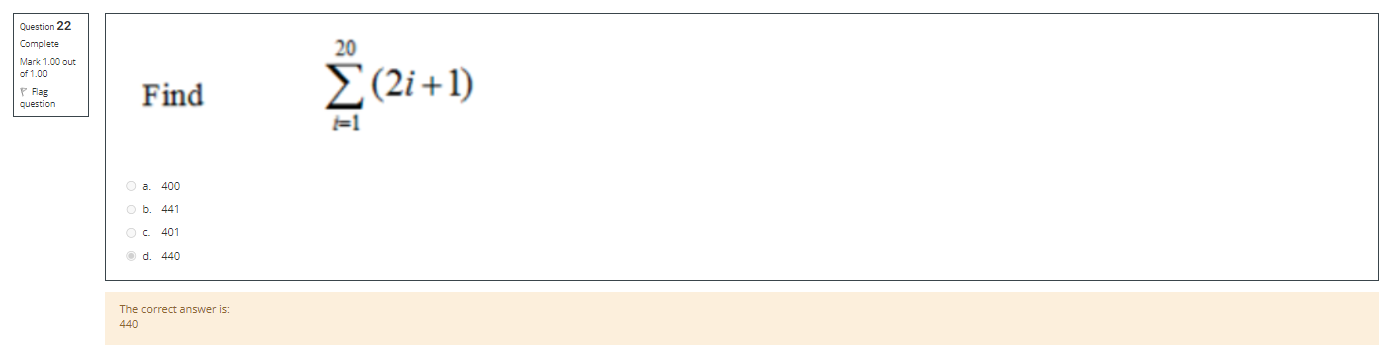 Question 22
Complete
Mark 1.00 out
of 1.00
Flag
question
20
Find ∑(2i+1)
i=1
a. 400
b. 441
c. 401
d. 440
The correct answer is:
440